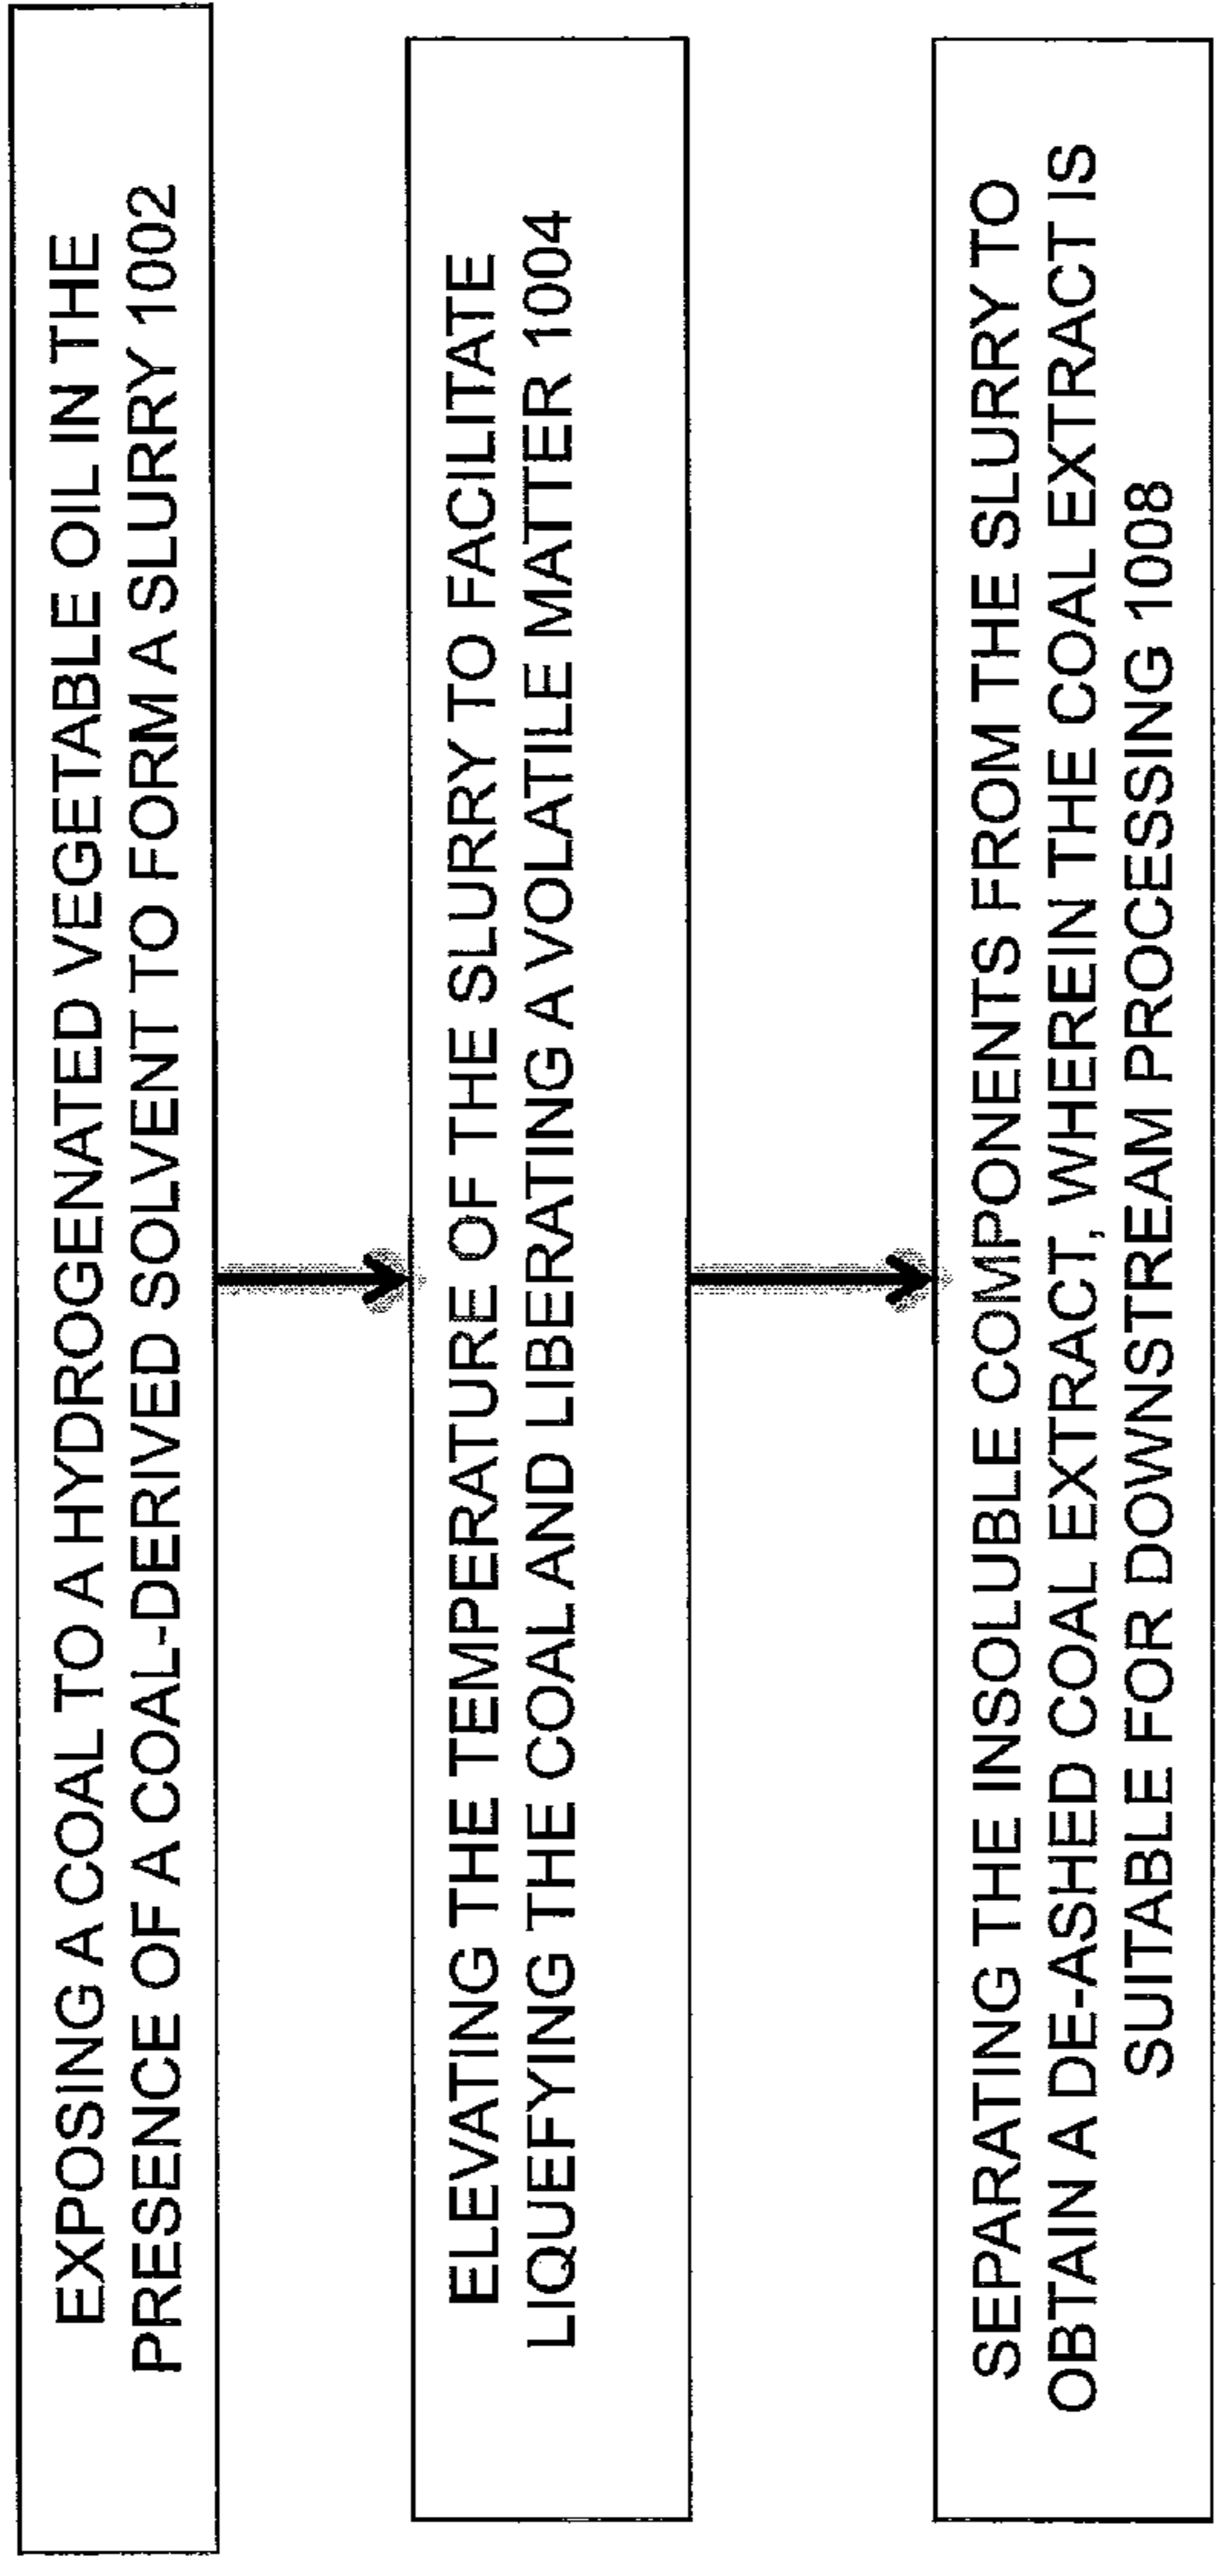 EXPOSING A COAL TO A HYDROGENATED VEGETABLE OIL IN THE
PRESENCE OF A COAL-DERIVED SOLVENT TO FORM A SLURRY 1002
ELEVATING THE TEMPERATURE OF THE SLURRY TO FACILITATE
LIQUEFYING THE COAL AND LIBERATING A VOLATILE MATTER 1004
SEPARATING THE INSOLUBLE COMPONENTS FROM THE SLURRY TO
OBTAIN A DE-ASHED COAL EXTRACT, WHEREIN THE COAL EXTRACT IS
SUITABLE FOR DOWNSTREAM PROCESSING 1008